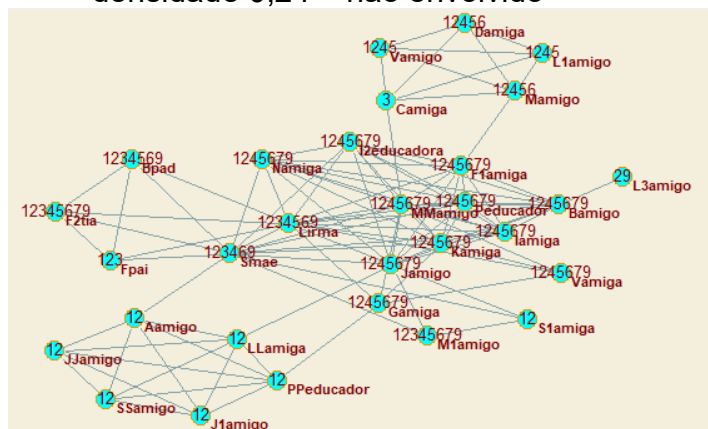 densidade 0,21 – não envolvido
12456
Damiga
1245
Vamigo
1245
L1amigo
12456
Mamigo
3
Camiga
1234569
Bpad
1245679
Namiga
1245679
I2educadora
1245679
F1amiga
29
L3amigo
12345679
F2tia
1234569
Lirma
1245679
MMamigo
1245679
Peducador
1245679
Bamigo
1245679
Iamiga
123
Fpai
123469
Smae
1245679
Kamiga
1245679
Jamigo
1245679
Vamiga
1245679
Gamiga
12
S1amiga
12345679
M1amigo
12
Aamigo
12
LLamiga
12
JJamigo
12
PPeducador
12
SSamigo
12
J1amigo